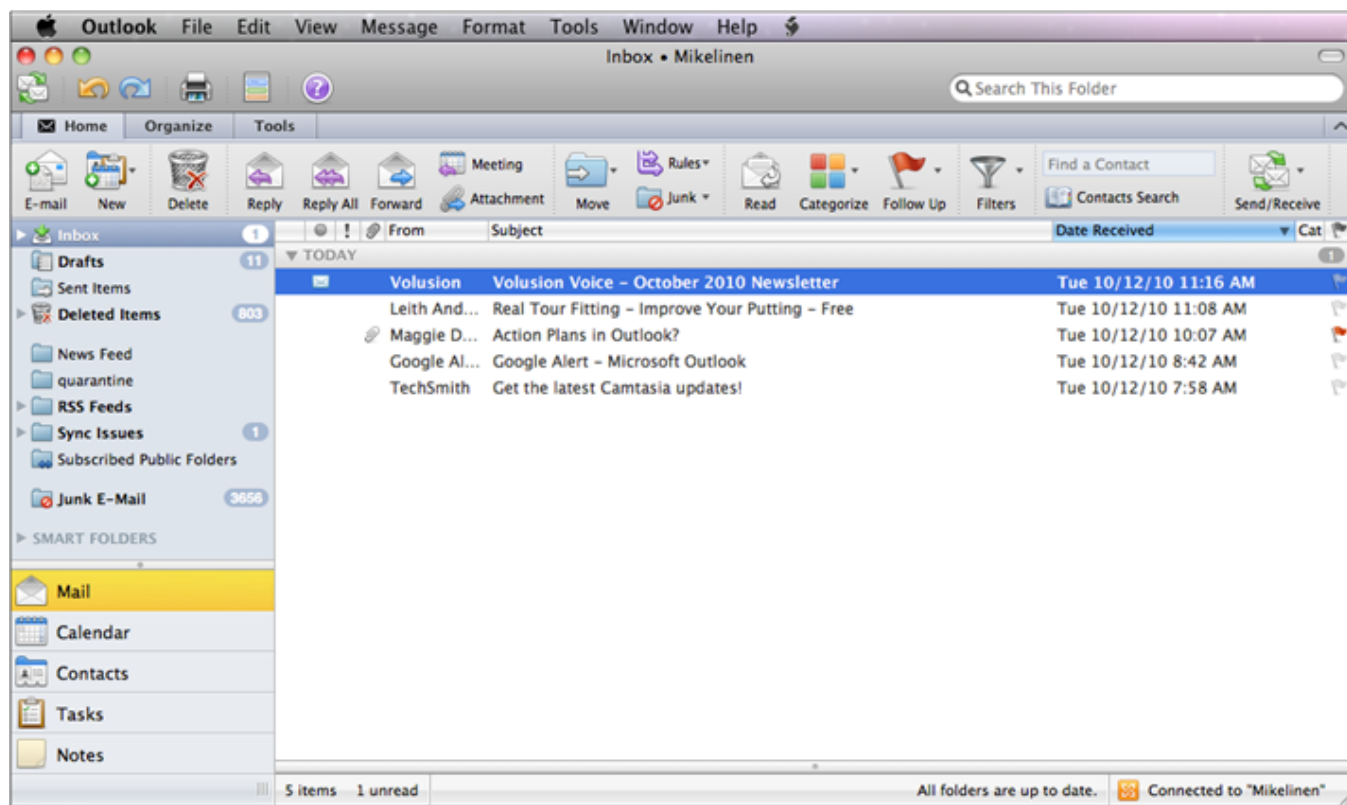 Outlook File Edit View Message Format Tools Window Help
Inbox • Mikelinen
Search This Folder
Home Organize Tools
E-mail New Delete Reply Reply All Forward Meeting Attachment Move Rules Junk Read Categorize Follow Up Filters Find a Contact Contacts Search Send/Receive
Inbox 1
Drafts 11
Sent Items
Deleted Items 803
News Feed
quarantine
RSS Feeds
Sync Issues 1
Subscribed Public Folders
Junk E-Mail 3656
SMART FOLDERS
Mail
Calendar
Contacts
Tasks
Notes
! From Subject Date Received Cat
TODAY 1
Volusion Volusion Voice – October 2010 Newsletter Tue 10/12/10 11:16 AM
Leith And... Real Tour Fitting – Improve Your Putting – Free Tue 10/12/10 11:08 AM
Maggie D... Action Plans in Outlook? Tue 10/12/10 10:07 AM
Google Al... Google Alert – Microsoft Outlook Tue 10/12/10 8:42 AM
TechSmith Get the latest Camtasia updates! Tue 10/12/10 7:58 AM
5 items 1 unread All folders are up to date. Connected to "Mikelinen"